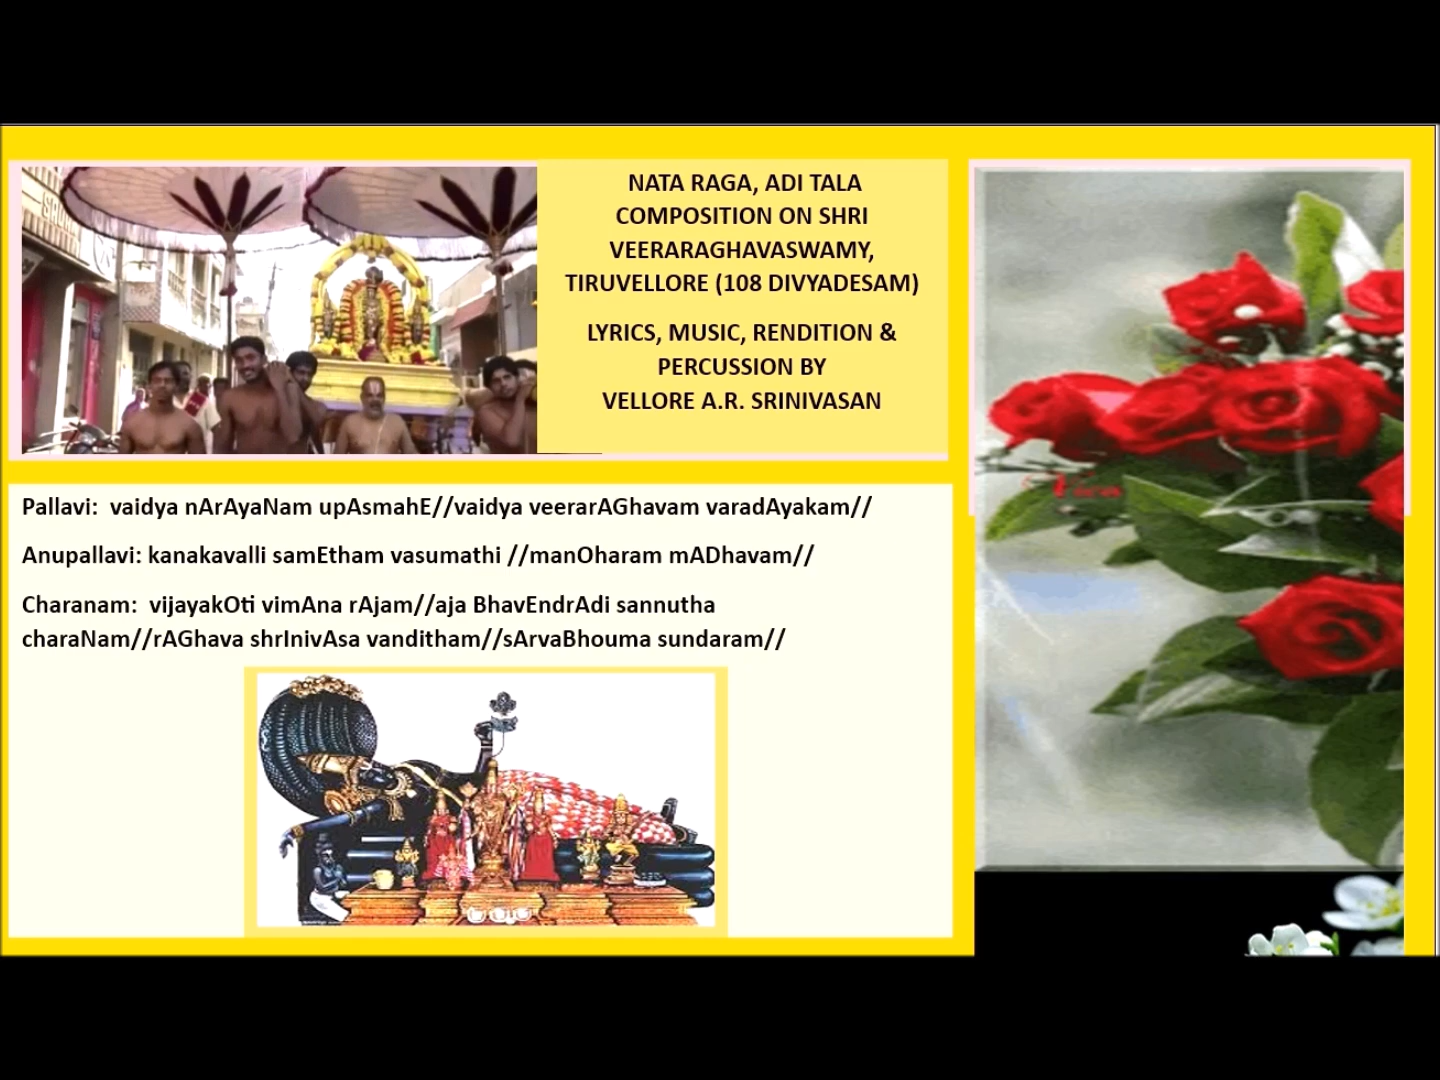 NATA RAGA, ADI TALA
COMPOSITION ON SHRI
VEERARAGHAVASWAMY,
TIRUVELLORE (108 DIVYADESAM)
LYRICS, MUSIC, RENDITION &
PERCUSSION BY
VELLORE A.R. SRINIVASAN
Pallavi: vaidya nArAyaNam upAsmahE//vaidya veerarAGhavam varadAyakam//
Anupallavi: kanakavalli samEtham vasumathi //manOharam mADhavam//
Charanam: vijayakOti vimAna rAjam//aja BhavEndrAdi sannutha
charaNam//rAGhava shrInivAsa vanditham//sArvaBhouma sundaram//